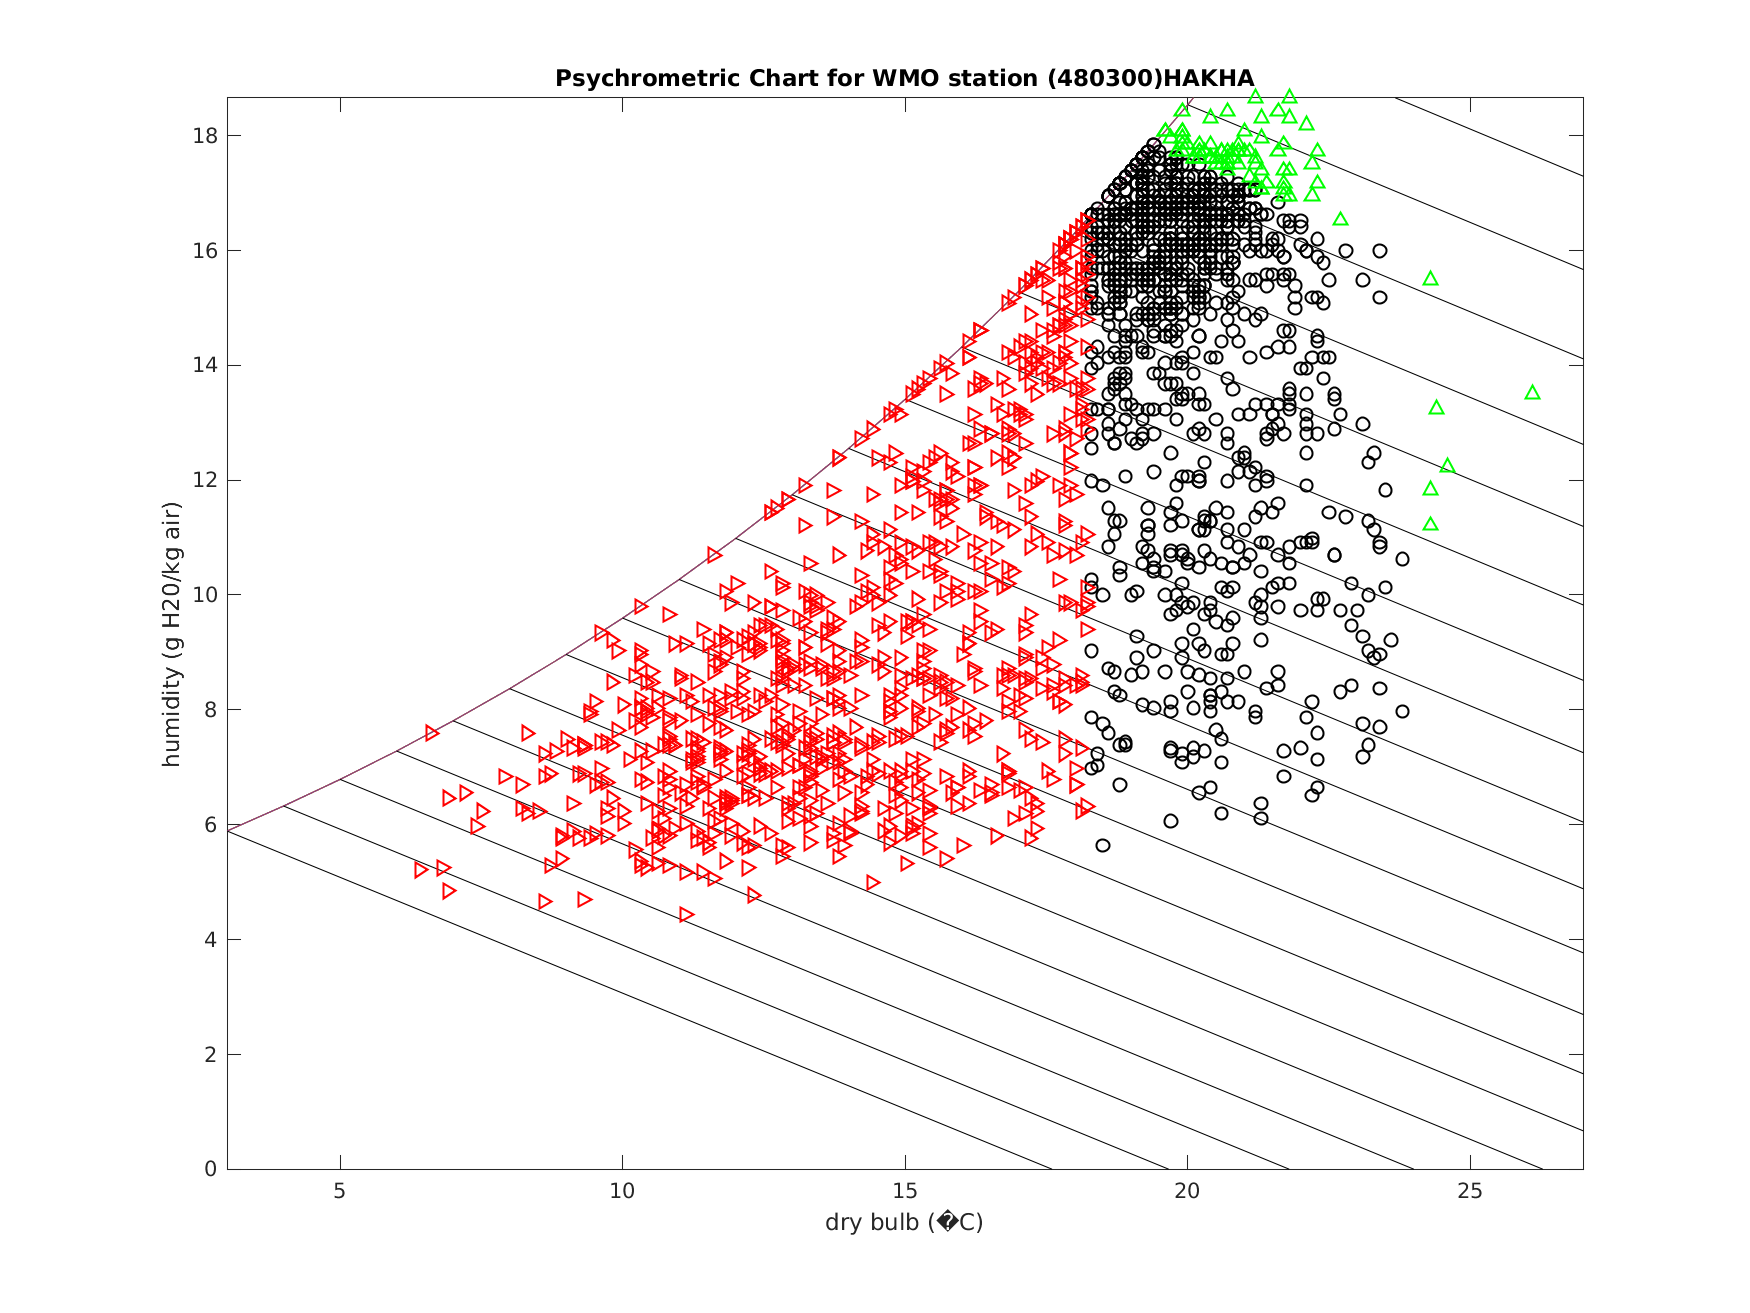 Psychrometric Chart for WMO station (480300)HAKHA
humidity (g H20/kg air)
18
16
14
12
10
8
6
4
2
0
5 10 15 20 25
dry bulb (�C)